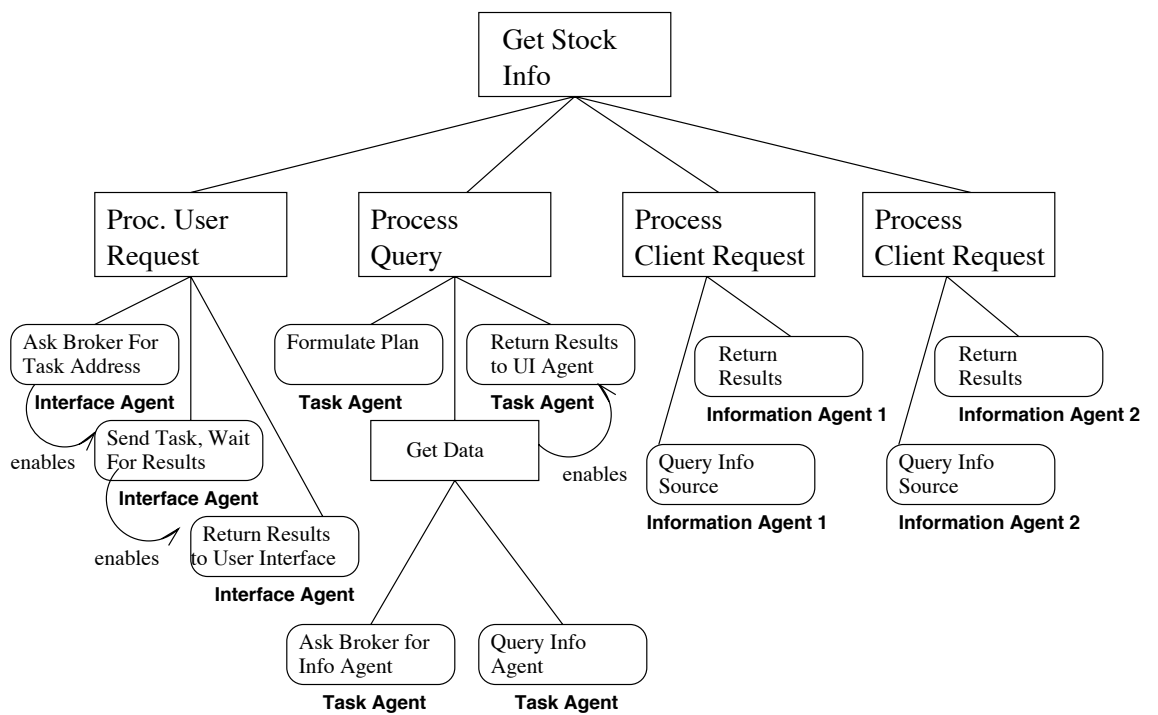 Get Stock
Info
Proc. User
Request
Process
Query
Process
Client Request
Process
Client Request
Ask Broker For
Task Address
Interface Agent
enables
Send Task, Wait
For Results
Interface Agent
enables
Return Results
to User Interface
Interface Agent
Formulate Plan
Task Agent
Return Results
to UI Agent
Task Agent
Get Data
enables
Ask Broker for
Info Agent
Task Agent
Query Info
Agent
Task Agent
Return
Results
Information Agent 1
Query Info
Source
Information Agent 1
Return
Results
Information Agent 2
Query Info
Source
Information Agent 2